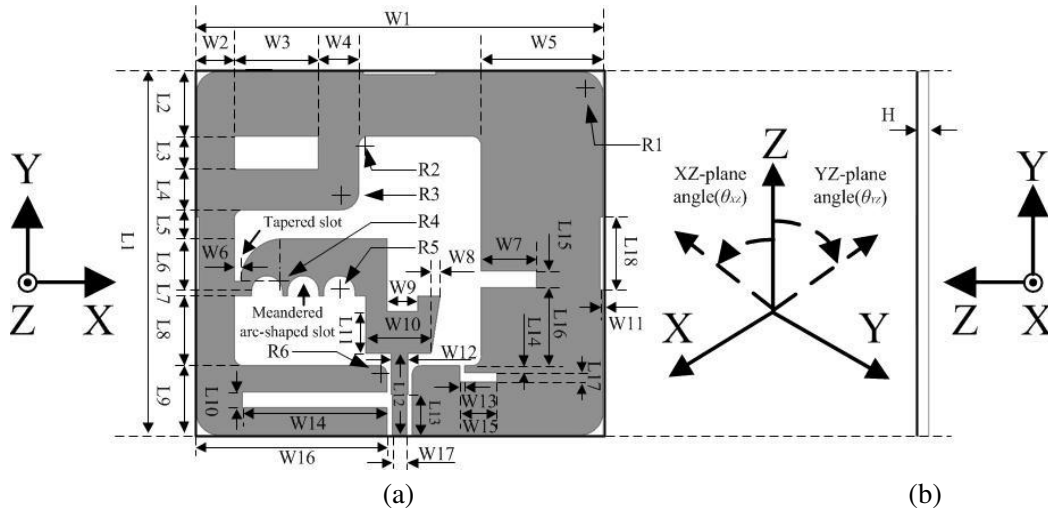 W1
W2 W3 W4 W5
L1
L2
L3
L4
L5
L6
L7
L8
L9
L10
R1
R2
R3
R4
R5
R6
Tapered slot
W6
Meandered
arc-shaped slot
W7
L15
W8
W9
W10
L11
L14
L16
L18
W11
W12
L12
L13
L17
W13
W15
W14
W16
W17
Y
Z X
XZ-plane
angle(θxz)
Z
YZ-plane
angle(θYZ)
X
Y
H
Y
Z X
(a) (b)